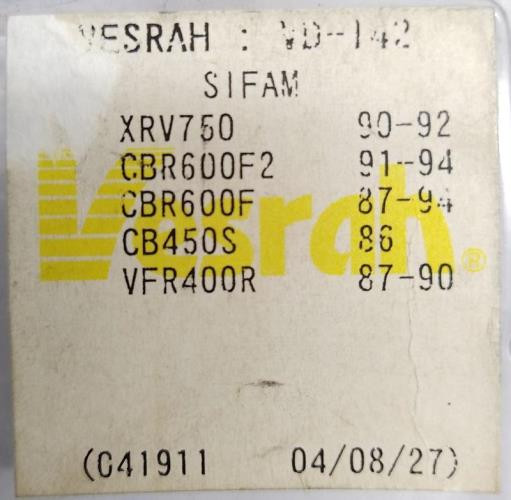 VESRAH : VD-142
SIFAM
XRV750 90-92
CBR600F2 91-94
CBR600F 87-94
CB450S 86
VFR400R 87-90
Vesrah®
(C41911 04/08/27)